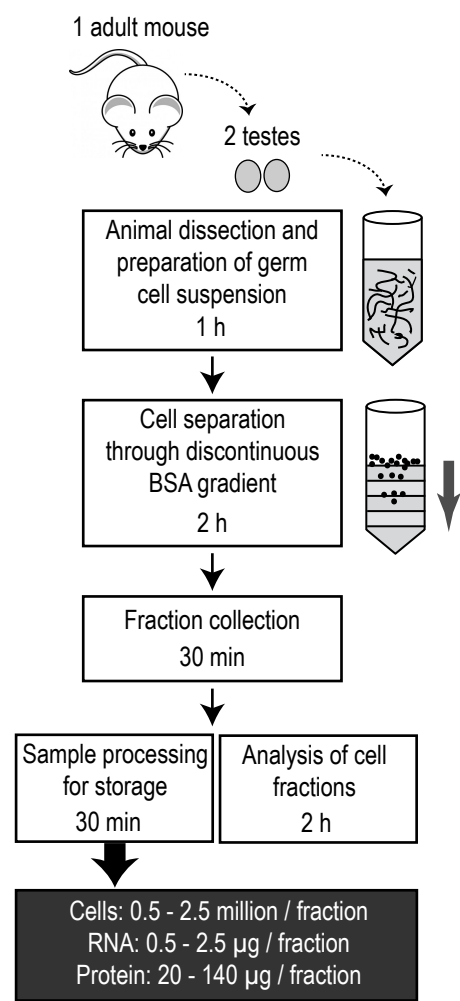 1 adult mouse
2 testes
Animal dissection and
preparation of germ
cell suspension
1 h
Cell separation
through discontinuous
BSA gradient
2 h
Fraction collection
30 min
Sample processing
for storage
30 min
Analysis of cell
fractions
2 h
Cells: 0.5 - 2.5 million / fraction
RNA: 0.5 - 2.5 µg / fraction
Protein: 20 - 140 µg / fraction